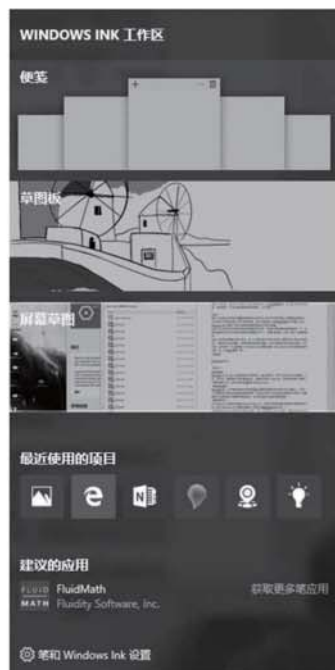 WINDOWS INK 工作区
便笺
草图板
屏幕草图
最近使用的项目
建议的应用
FLUID MATH
FluidMath
获取更多笔应用
Fluidity Software, Inc.
笔和 Windows Ink 设置